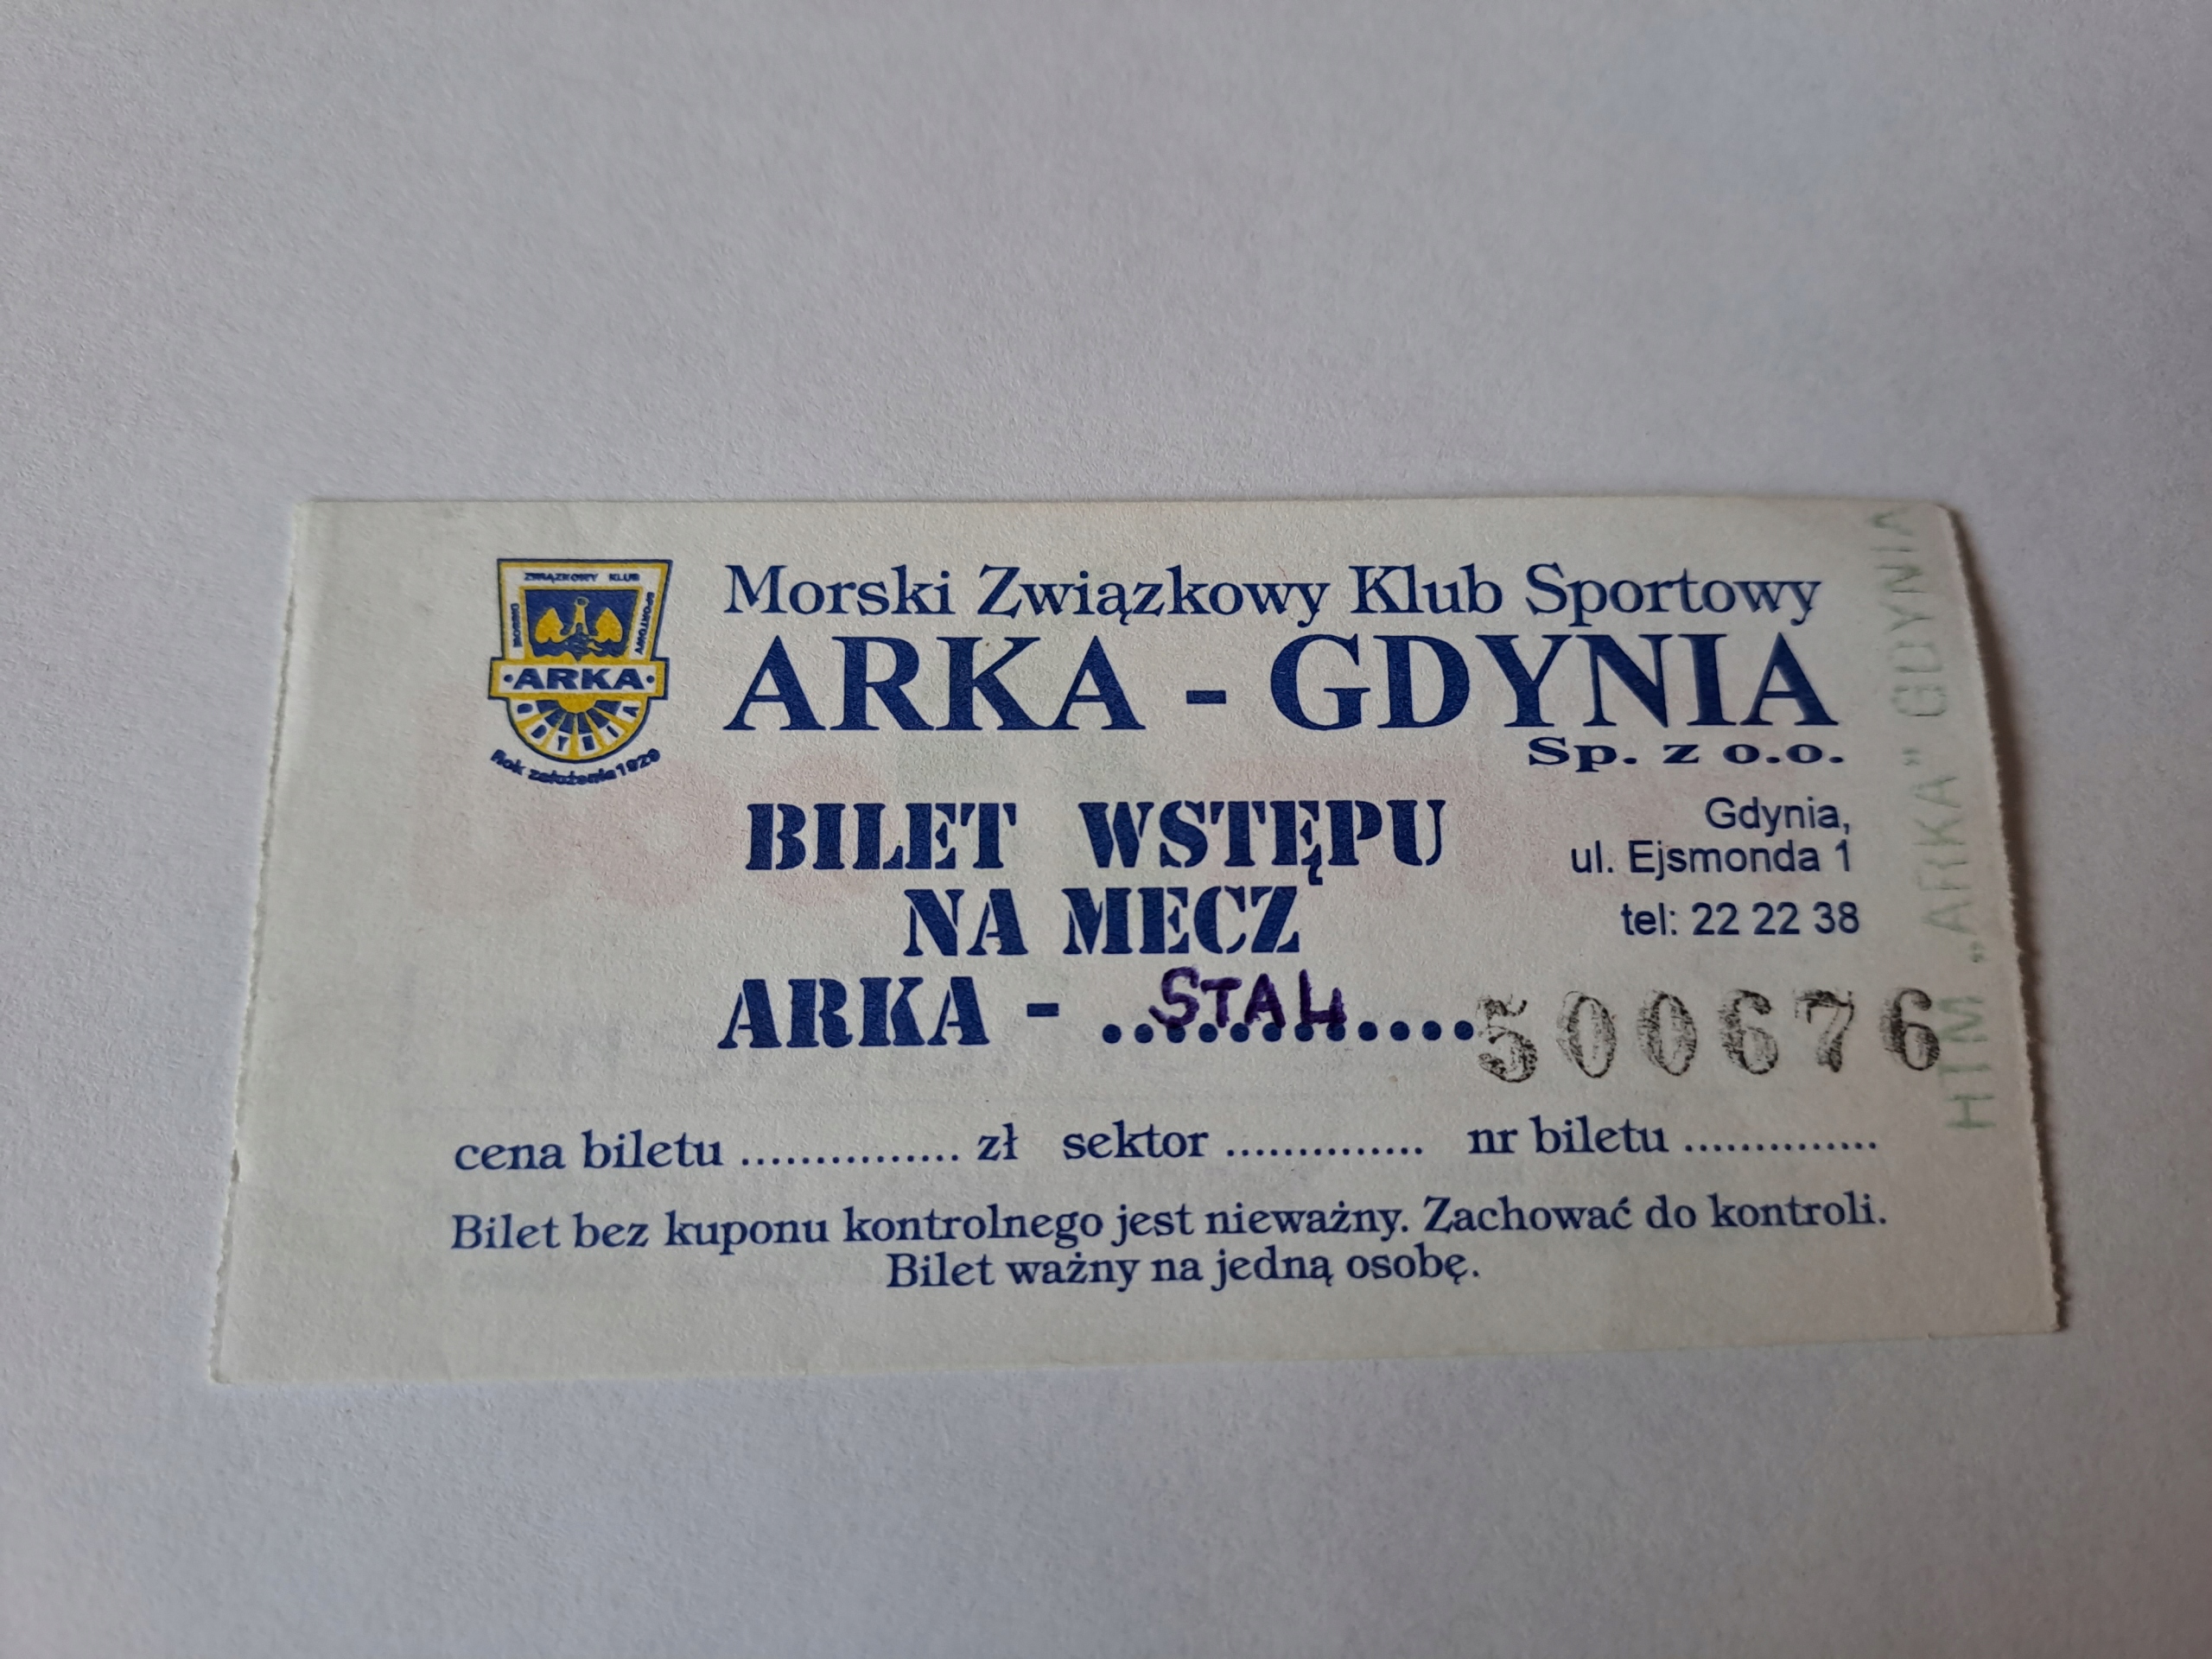 Morski Związkowy Klub Sportowy
ARKA - GDYNIA
Sp. z o.o.
ZWIĄZKOWY KLUB
SPORTOWY
·ARKA·
GDYNIA
Rok założenia 1929
BILET WSTĘPU
NA MECZ
ARKA - STAL ....................
Gdynia,
ul. Ejsmonda 1
tel: 22 22 38
500676
HTM „ARKA" GDYNIA
cena biletu ............... zł sektor .............. nr biletu ..............
Bilet bez kuponu kontrolnego jest nieważny. Zachować do kontroli.
Bilet ważny na jedną osobę.